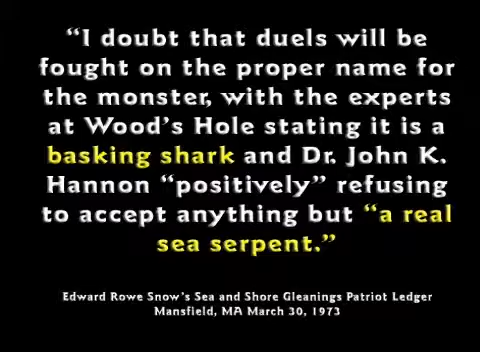 “I doubt that duels will be
fought on the proper name for
the monster, with the experts
at Wood’s Hole stating it is a
basking shark and Dr. John K.
Hannon “positively” refusing
to accept anything but “a real
sea serpent.”
Edward Rowe Snow’s Sea and Shore Gleanings Patriot Ledger
Mansfield, MA March 30, 1973